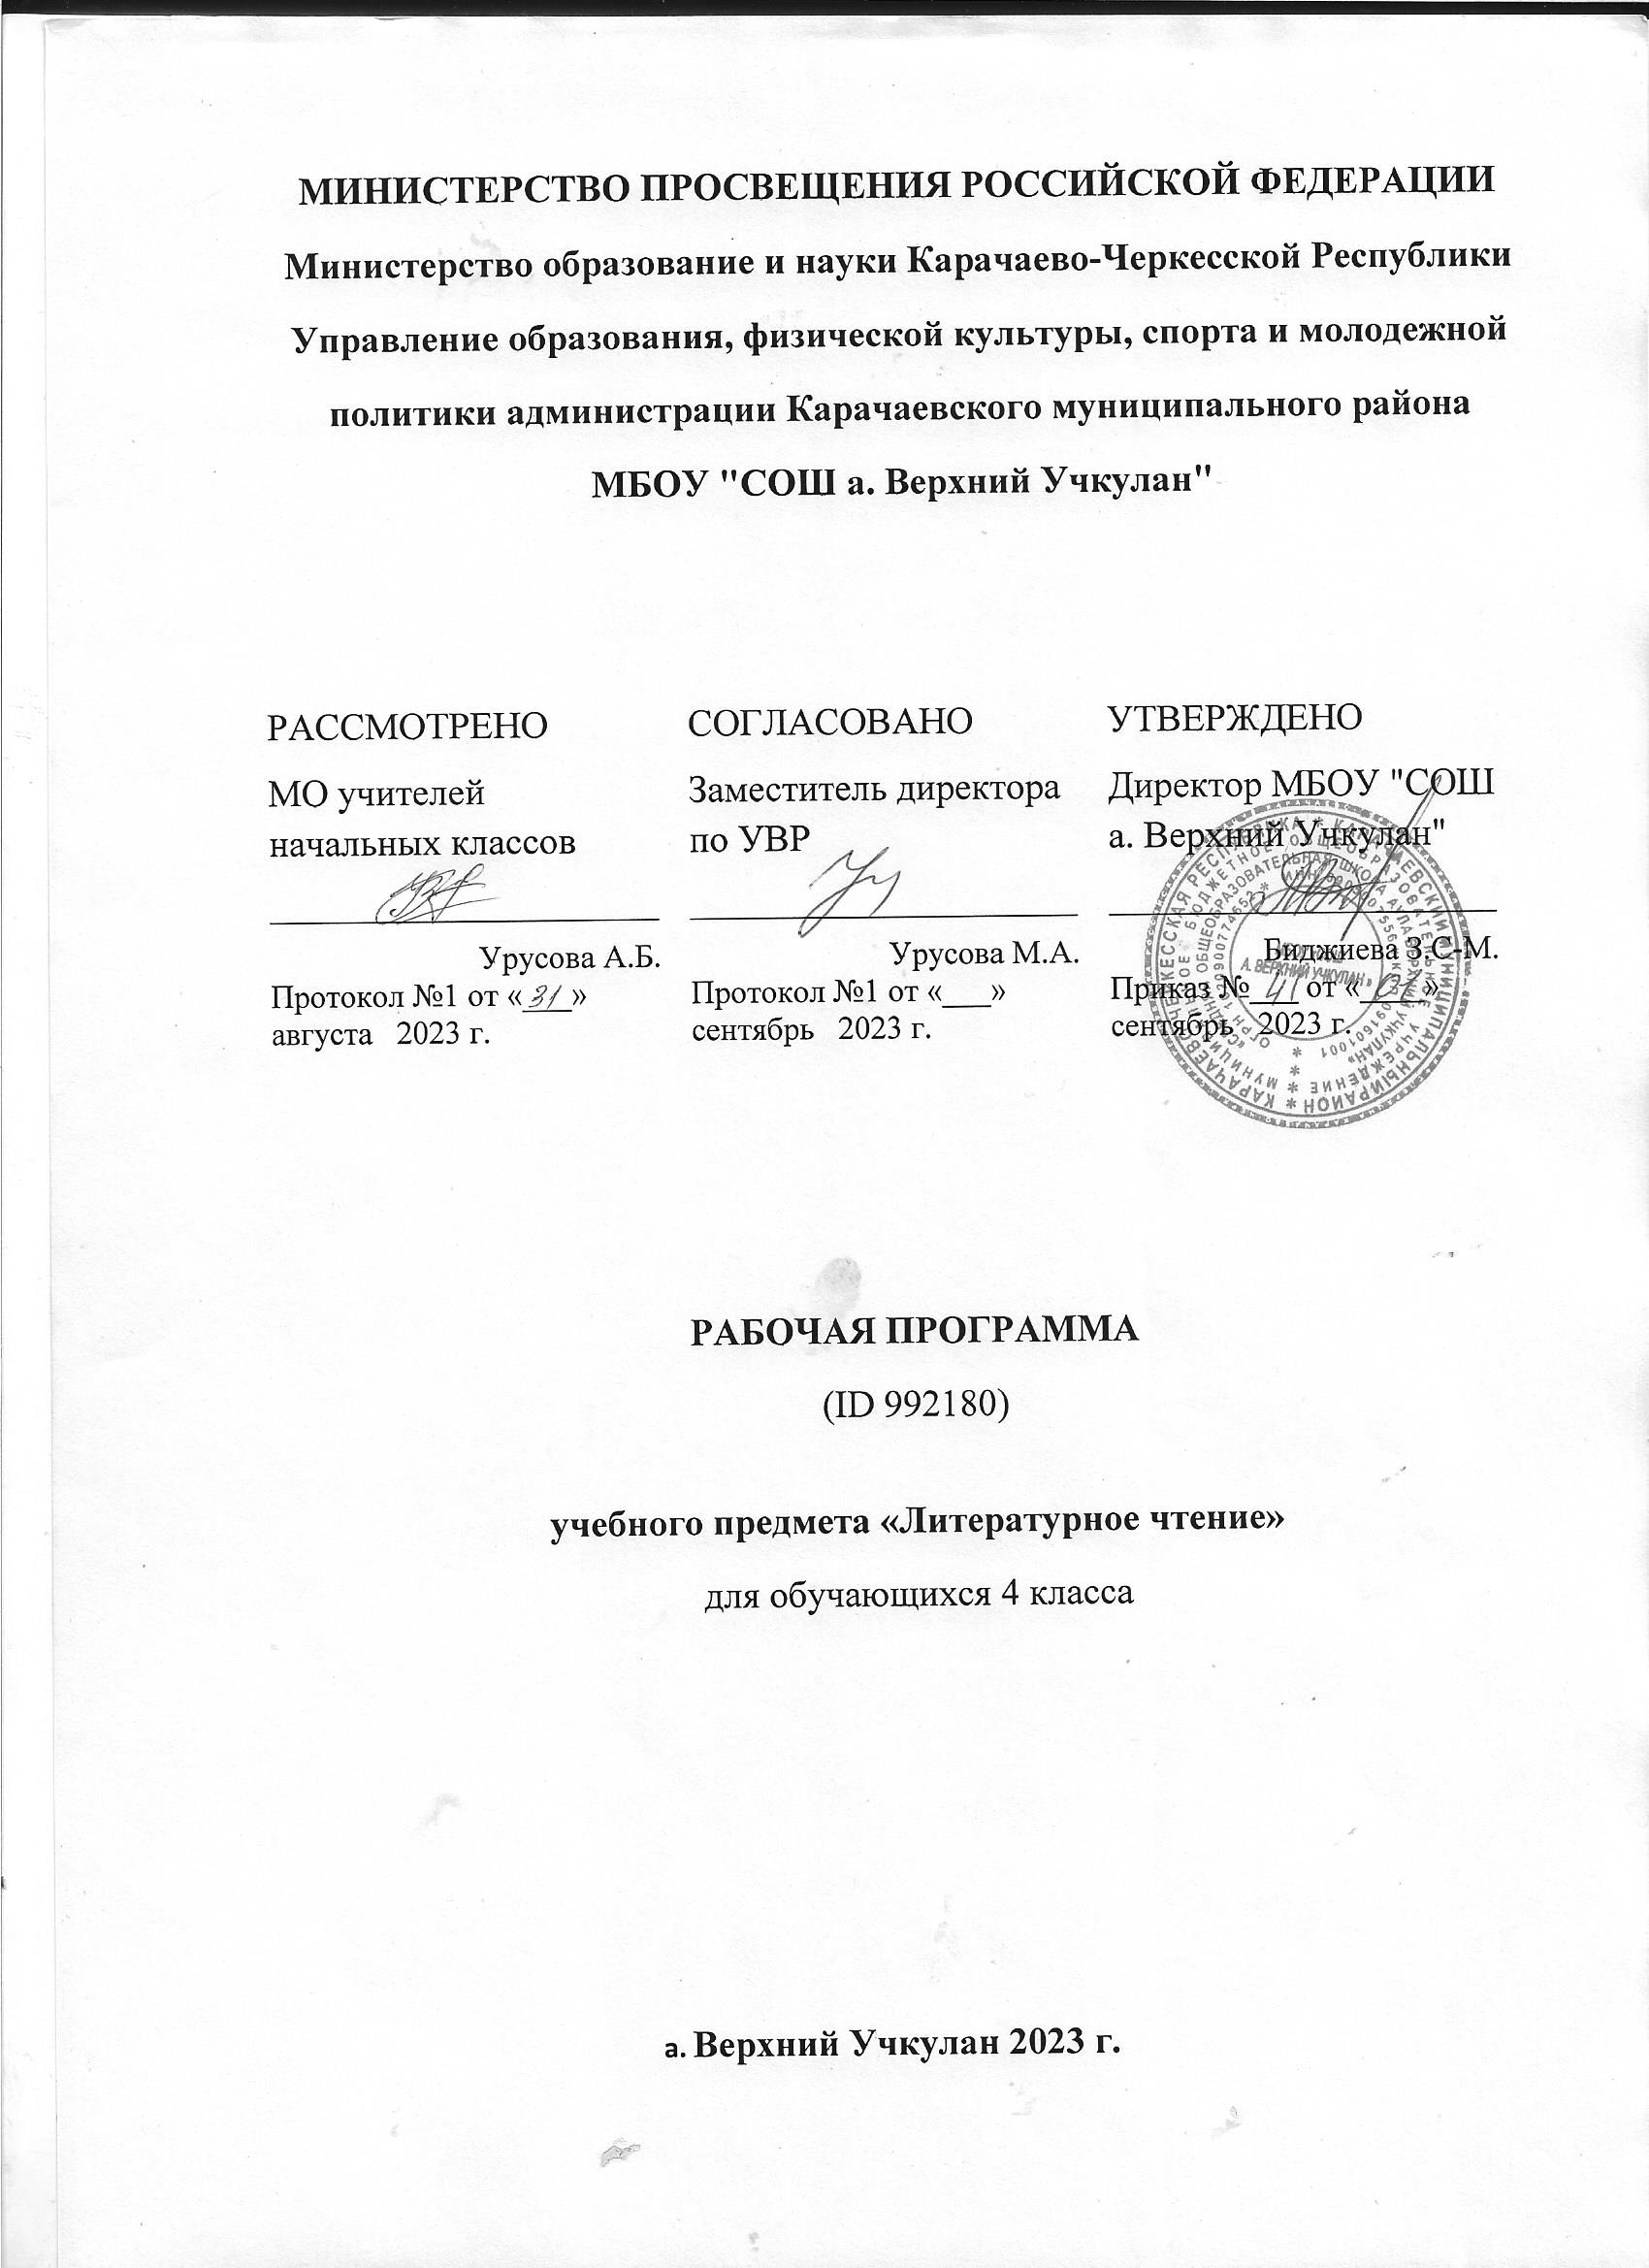 МИНИСТЕРСТВО ПРОСВЕЩЕНИЯ РОССИЙСКОЙ ФЕДЕРАЦИИ
Министерство образование и науки Карачаево-Черкесской Республики
Управление образования, физической культуры, спорта и молодежной
политики администрации Карачаевского муниципального района
МБОУ "СОШ а. Верхний Учкулан"
РАССМОТРЕНО
МО учителей
начальных классов
Урусова А.Б.
Протокол №1 от «31»
августа 2023 г.
СОГЛАСОВАНО
Заместитель директора
по УВР
Урусова М.А.
Протокол №1 от «___»
сентябрь 2023 г.
УТВЕРЖДЕНО
Директор МБОУ "СОШ
а. Верхний Учкулан"
Биджиева З.С-М.
Приказ № 41 от «01»
сентябрь 2023 г.
А. ВЕРХНИЙ УЧКУЛАН»
РАБОЧАЯ ПРОГРАММА
(ID 992180)
учебного предмета «Литературное чтение»
для обучающихся 4 класса
а. Верхний Учкулан 2023 г.